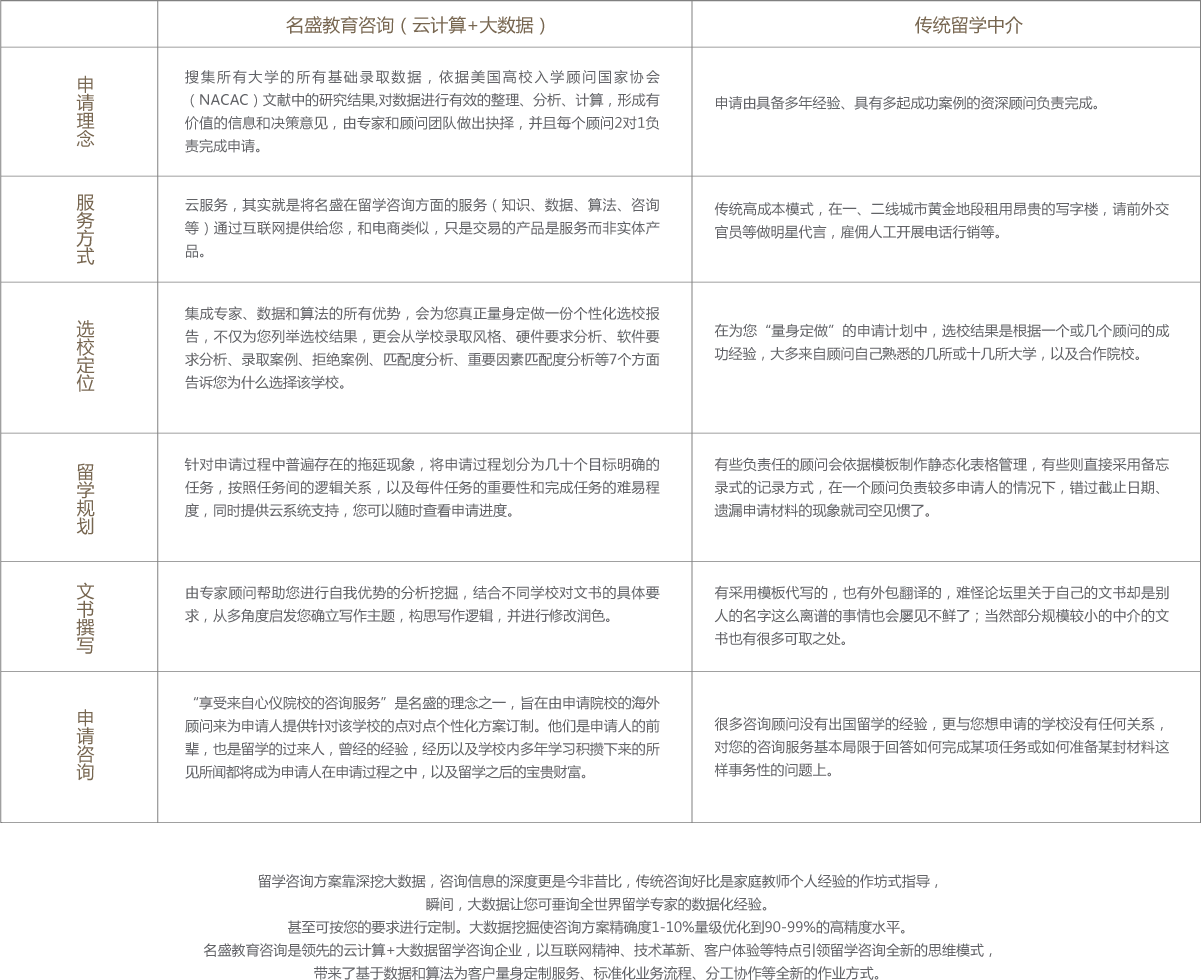 名盛教育咨询（云计算+大数据）
传统留学中介
申请理念
搜集所有大学的所有基础录取数据，依据美国高校入学顾问国家协会
（NACAC）文献中的研究结果,对数据进行有效的整理、分析、计算，形成有
价值的信息和决策意见，由专家和顾问团队做出抉择，并且每个顾问2对1负
责完成申请。
申请由具备多年经验、具有多起成功案例的资深顾问负责完成。
服务方式
云服务，其实就是将名盛在留学咨询方面的服务（知识、数据、算法、咨询
等）通过互联网提供给您，和电商类似，只是交易的产品是服务而非实体产
品。
传统高成本模式，在一、二线城市黄金地段租用昂贵的写字楼，请前外交
官员等做明星代言，雇佣人工开展电话行销等。
选校定位
集成专家、数据和算法的所有优势，会为您真正量身定做一份个性化选校报
告，不仅为您列举选校结果，更会从学校录取风格、硬件要求分析、软件要
求分析、录取案例、拒绝案例、匹配度分析、重要因素匹配度分析等7个方面
告诉您为什么选择该学校。
在为您“量身定做”的申请计划中，选校结果是根据一个或几个顾问的成
功经验，大多来自顾问自己熟悉的几所或十几所大学，以及合作院校。
留学规划
针对申请过程中普遍存在的拖延现象，将申请过程划分为几十个目标明确的
任务，按照任务间的逻辑关系，以及每件任务的重要性和完成任务的难易程
度，同时提供云系统支持，您可以随时查看申请进度。
有些负责任的顾问会依据模板制作静态化表格管理，有些则直接采用备忘
录式的记录方式，在一个顾问负责较多申请人的情况下，错过截止日期、
遗漏申请材料的现象就司空见惯了。
文书撰写
由专家顾问帮助您进行自我优势的分析挖掘，结合不同学校对文书的具体要
求，从多角度启发您确立写作主题，构思写作逻辑，并进行修改润色。
有采用模板代写的，也有外包翻译的，难怪论坛里关于自己的文书却是别
人的名字这么离谱的事情也会屡见不鲜了；当然部分规模较小的中介的文
书也有很多可取之处。
申请咨询
“享受来自心仪院校的咨询服务”是名盛的理念之一，旨在由申请院校的海外
顾问来为申请人提供针对该学校的点对点个性化方案订制。他们是申请人的前
辈，也是留学的过来人，曾经的经验，经历以及学校内多年学习积攒下来的所
见所闻都将成为申请人在申请过程之中，以及留学之后的宝贵财富。
很多咨询顾问没有出国留学的经验，更与您想申请的学校没有任何关系，
对您的咨询服务基本局限于回答如何完成某项任务或如何准备某封材料这
样事务性的问题上。
留学咨询方案靠深挖大数据，咨询信息的深度更是今非昔比，传统咨询好比是家庭教师个人经验的作坊式指导，
瞬间，大数据让您可垂询全世界留学专家的数据化经验。
甚至可按您的要求进行定制。大数据挖掘使咨询方案精确度1-10%量级优化到90-99%的高精度水平。
名盛教育咨询是领先的云计算+大数据留学咨询企业，以互联网精神、技术革新、客户体验等特点引领留学咨询全新的思维模式，
带来了基于数据和算法为客户量身定制服务、标准化业务流程、分工协作等全新的作业方式。